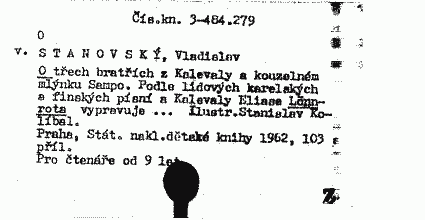 Čís.kn. 3-484.279
O
v. STANOVSKÝ, Vladislav
O třech bratřích z Kalevaly a kouzelném
mlýnku Sampo. Podle lidových karelských
a finských písní a Kalevaly Eliase Lönn-
rota vypravuje ... Ilustr.Stanislav Ko-
líbal.
Praha, Stát. nakl.dětské knihy 1962, 103
příl.
Pro čtenáře od 9 let
Z